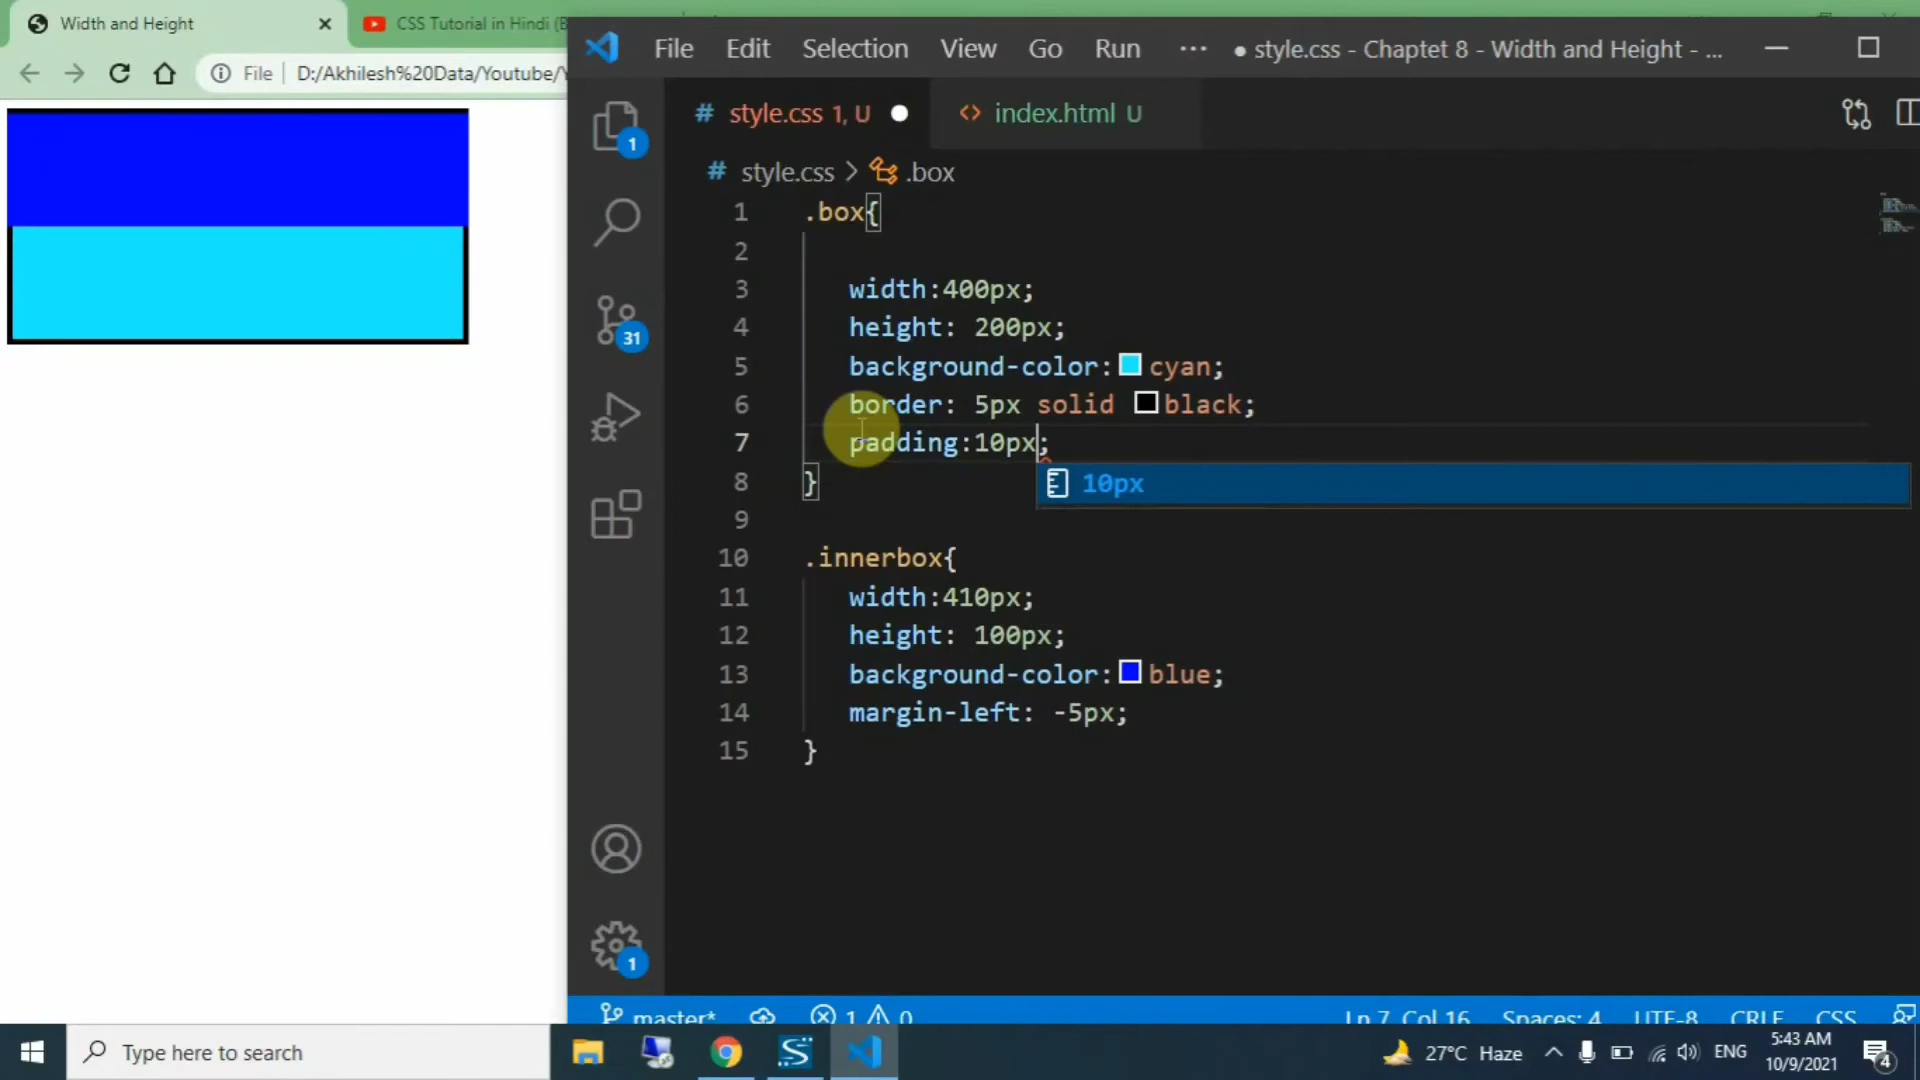 Width and Height
CSS Tutorial in Hindi (B
File
D:/Akhilesh%20Data/Youtube/Y
File Edit Selection View Go Run ··· ● style.css - Chaptet 8 - Width and Height - ...
# style.css 1, U
<> index.html U
# style.css > .box
1 .box{
2
3 width:400px;
4 height: 200px;
5 background-color: cyan;
6 border: 5px solid black;
7 padding:10px;
10px
8 }
9
10 .innerbox{
11 width:410px;
12 height: 100px;
13 background-color: blue;
14 margin-left: -5px;
15 }
1
31
1
master* 1 0 Ln 7, Col 16 Spaces: 4 UTF-8 CRLF CSS
Type here to search
27°C Haze
ENG
5:43 AM
10/9/2021
4